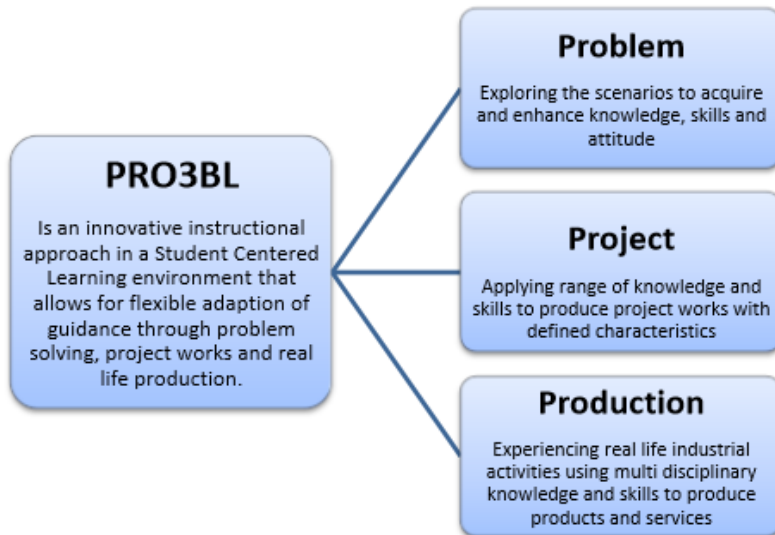 PRO3BL
Is an innovative instructional
approach in a Student Centered
Learning environment that
allows for flexible adaption of
guidance through problem
solving, project works and real
life production.
Problem
Exploring the scenarios to acquire
and enhance knowledge, skills and
attitude
Project
Applying range of knowledge and
skills to produce project works with
defined characteristics
Production
Experiencing real life industrial
activities using multi disciplinary
knowledge and skills to produce
products and services